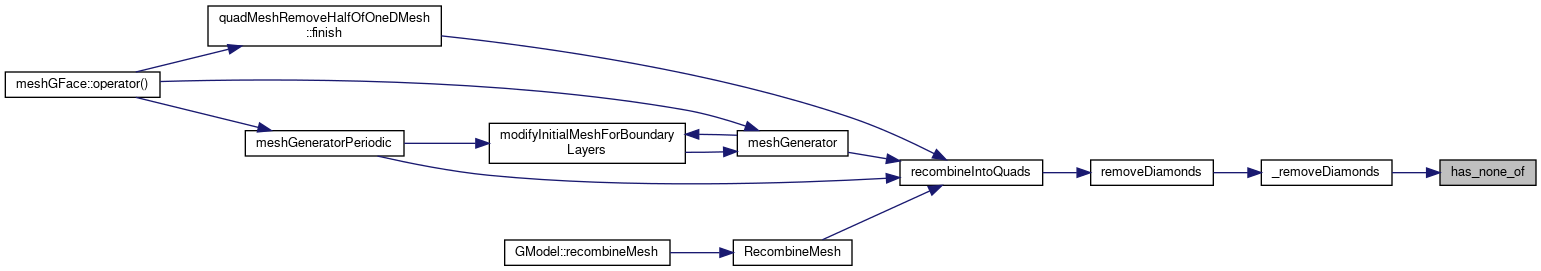 quadMeshRemoveHalfOfOneDMesh
::finish
meshGFace::operator()
meshGeneratorPeriodic
modifyInitialMeshForBoundary
Layers
meshGenerator
recombineIntoQuads
removeDiamonds
_removeDiamonds
has_none_of
GModel::recombineMesh
RecombineMesh